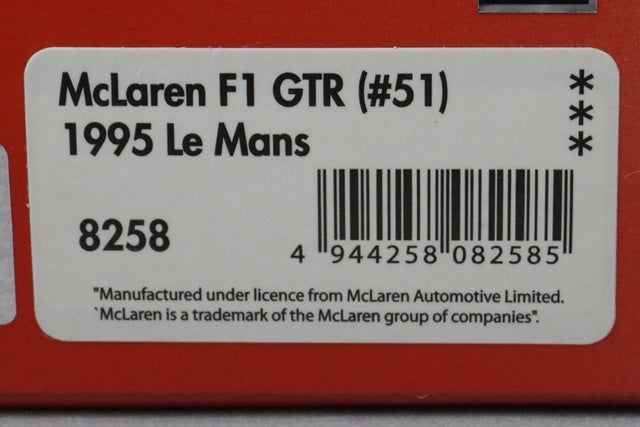 McLaren F1 GTR (#51)
1995 Le Mans
***
8258
4 944258 082585
"Manufactured under licence from McLaren Automotive Limited.
`McLaren is a trademark of the McLaren group of companies".